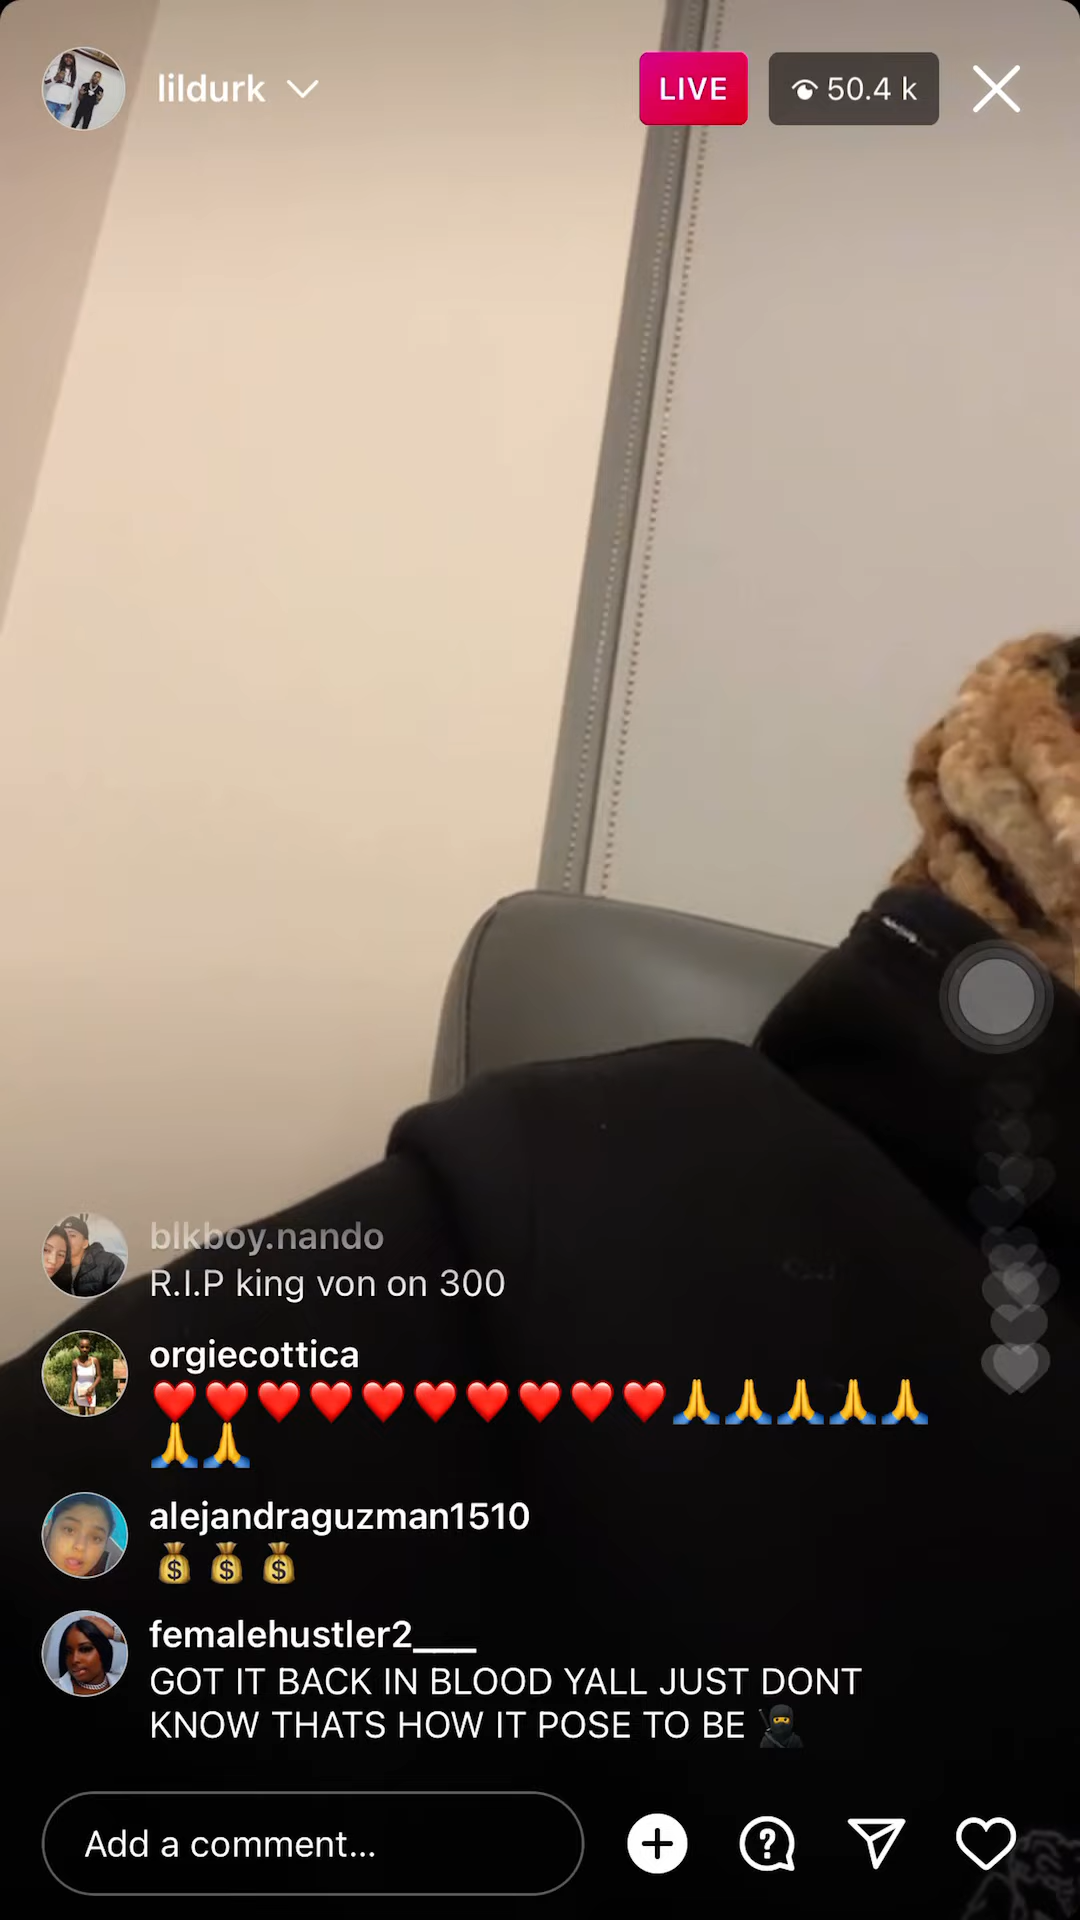 lildurk
LIVE
50.4 k
blkboy.nando
R.I.P king von on 300
orgiecottica
❤️❤️❤️❤️❤️❤️❤️❤️❤️❤️🙏🙏🙏🙏🙏
🙏🙏
alejandraguzman1510
💰💰💰
femalehustler2___
GOT IT BACK IN BLOOD YALL JUST DONT
KNOW THATS HOW IT POSE TO BE 🥷
Add a comment...